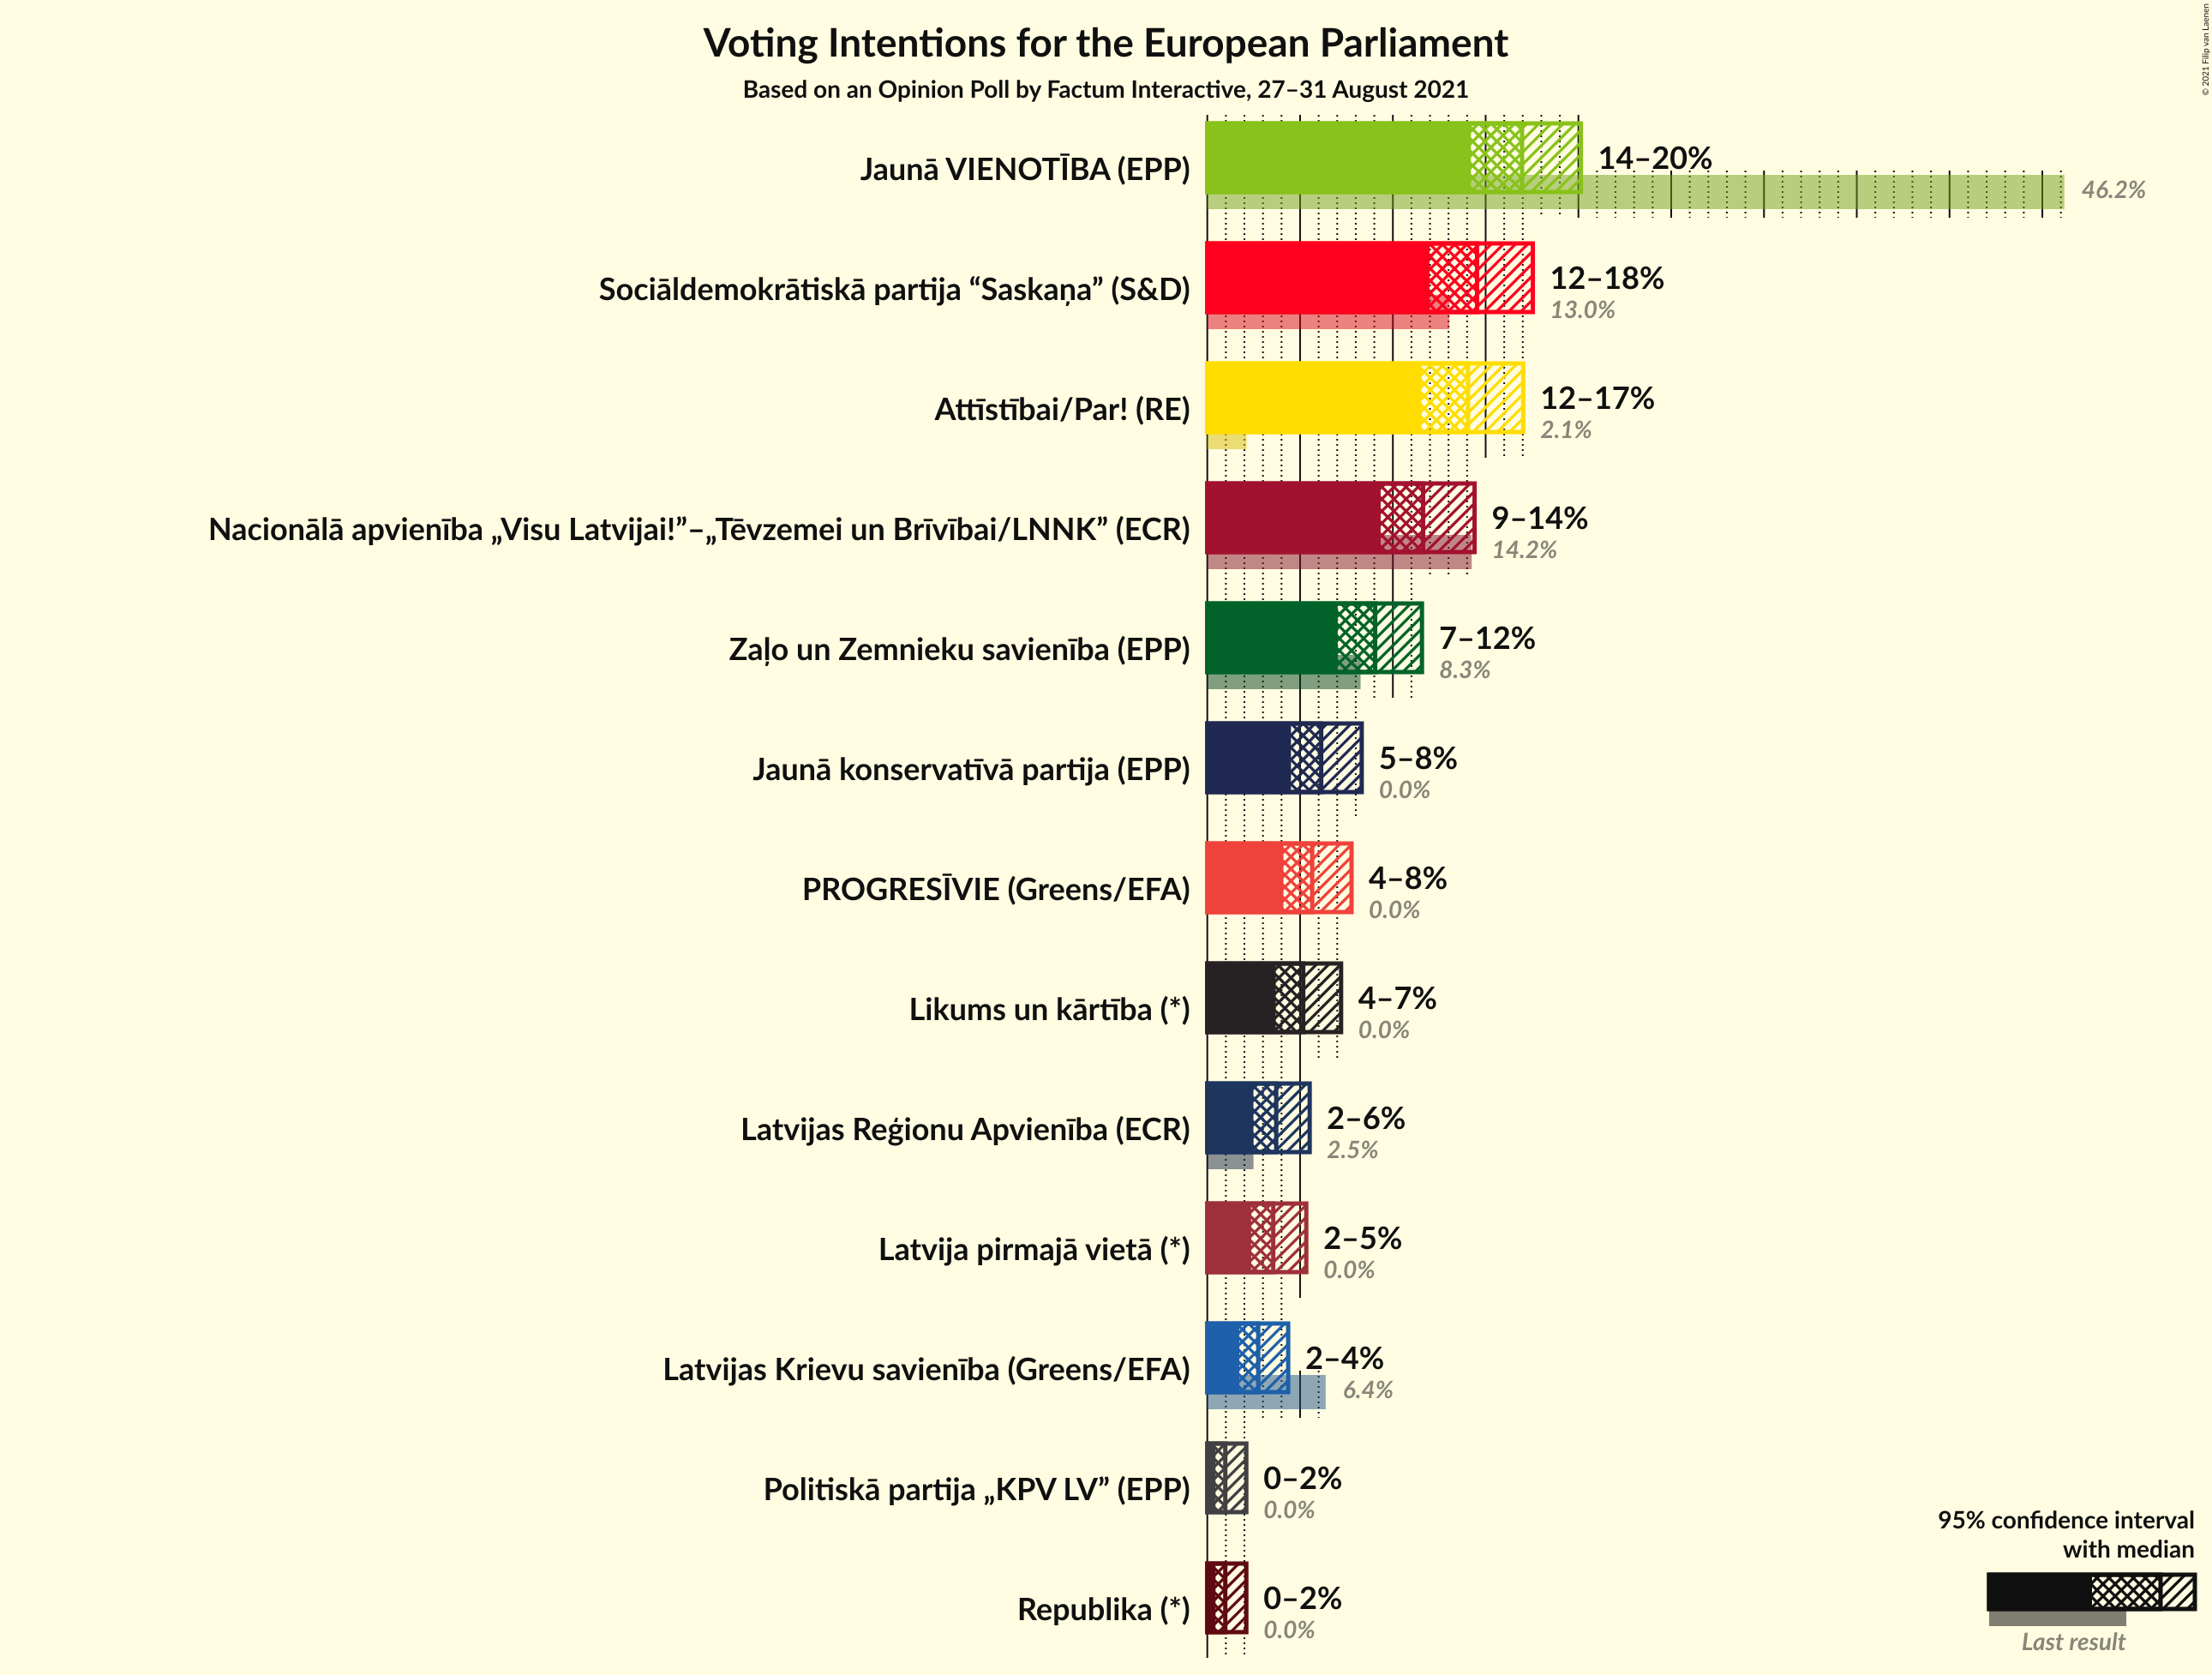 Voting Intentions for the European Parliament
Based on an Opinion Poll by Factum Interactive, 27–31 August 2021
© 2021 Filip van Laenen
Jaunā VIENOTĪBA (EPP)
14–20%
46.2%
Sociāldemokrātiskā partija “Saskaņa” (S&D)
12–18%
13.0%
Attīstībai/Par! (RE)
12–17%
2.1%
Nacionālā apvienība „Visu Latvijai!”–„Tēvzemei un Brīvībai/LNNK” (ECR)
9–14%
14.2%
Zaļo un Zemnieku savienība (EPP)
7–12%
8.3%
Jaunā konservatīvā partija (EPP)
5–8%
0.0%
PROGRESĪVIE (Greens/EFA)
4–8%
0.0%
Likums un kārtība (*)
4–7%
0.0%
Latvijas Reģionu Apvienība (ECR)
2–6%
2.5%
Latvija pirmajā vietā (*)
2–5%
0.0%
Latvijas Krievu savienība (Greens/EFA)
2–4%
6.4%
Politiskā partija „KPV LV” (EPP)
0–2%
0.0%
Republika (*)
0–2%
0.0%
95% confidence interval
with median
Last result